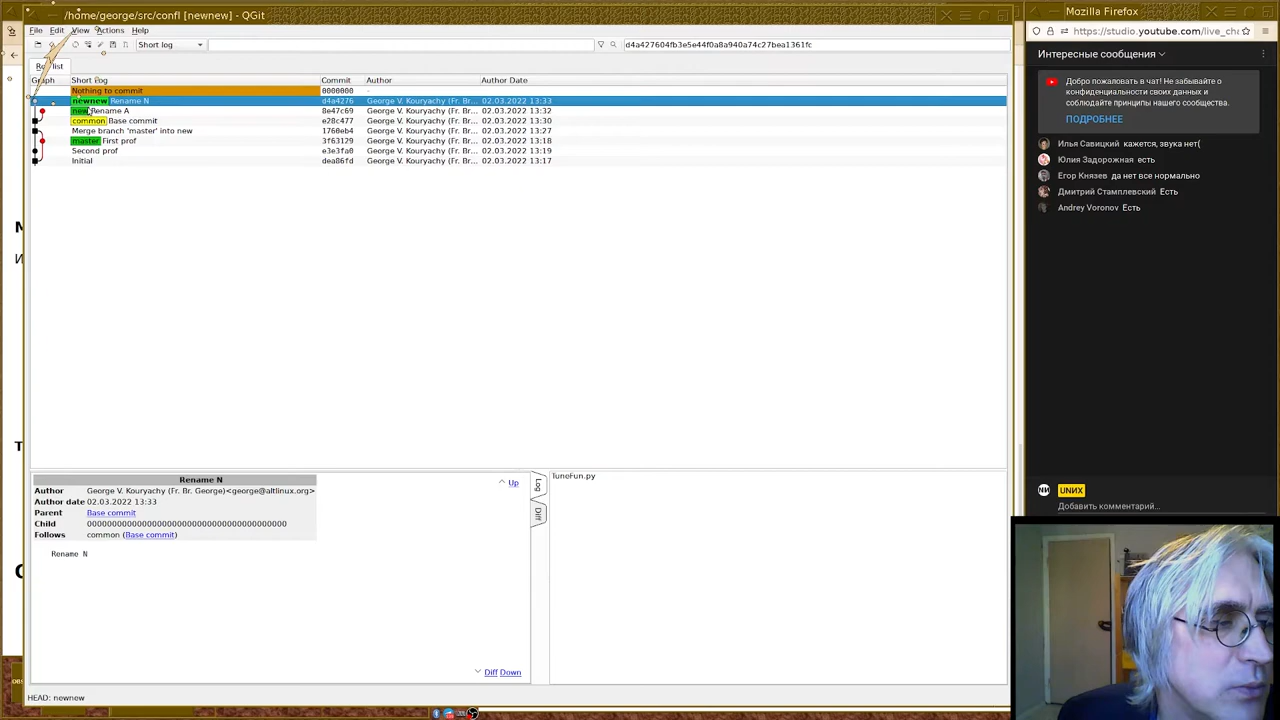 /home/george/src/confl [newnew] - QGit
Mozilla Firefox
File Edit View Actions Help
https://studio.youtube.com/live_cha
Short log
d4a427604fb3e5e44f0a8a940a74c27bea1361fc
Интересные сообщения
Rev list
Graph Short Log Commit Author Author Date
Nothing to commit 0000000 -
newnew Rename N d4a4276 George V. Kouryachy (Fr. Br... 02.03.2022 13:33
new Rename A 8e47c69 George V. Kouryachy (Fr. Br... 02.03.2022 13:32
common Base commit e28c477 George V. Kouryachy (Fr. Br... 02.03.2022 13:30
Merge branch 'master' into new 1760eb4 George V. Kouryachy (Fr. Br... 02.03.2022 13:27
master First prof 3f63129 George V. Kouryachy (Fr. Br... 02.03.2022 13:18
Second prof e3e3fa0 George V. Kouryachy (Fr. Br... 02.03.2022 13:19
Initial dea86fd George V. Kouryachy (Fr. Br... 02.03.2022 13:17
Добро пожаловать в чат! Не забывайте о
конфиденциальности своих данных и
соблюдайте принципы нашего сообщества.
ПОДРОБНЕЕ
Илья Савицкий кажется, звука нет(
Юлия Задорожная есть
Егор Князев да нет все нормально
Дмитрий Стамплевский Есть
Andrey Voronov Есть
Rename N
Author George V. Kouryachy (Fr. Br. George)<george@altlinux.org>
Author date 02.03.2022 13:33
Parent Base commit
Child 0000000000000000000000000000000000000000
Follows common (Base commit)
Rename N
Up
Log
Diff
TuneFun.py
UNИX
Добавить комментарий...
Diff Down
HEAD: newnew